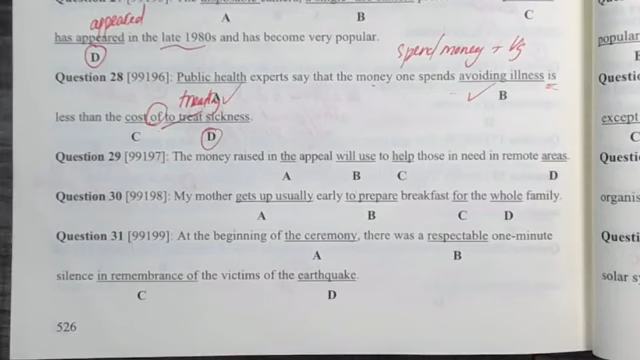 appeared
A B C
has appeared in the late 1980s and has become very popular.
D
spend money + Vg
popular
Question 28 [99196]: Public health experts say that the money one spends avoiding illness is
treating A B
less than the cost of to treat sickness.
C D
except
C
Question 29 [99197]: The money raised in the appeal will use to help those in need in remote areas.
A B C D
Question 30 [99198]: My mother gets up usually early to prepare breakfast for the whole family.
A B C D
organis
Question 31 [99199]: At the beginning of the ceremony, there was a respectable one-minute
A B
silence in remembrance of the victims of the earthquake.
C D
solar s
526